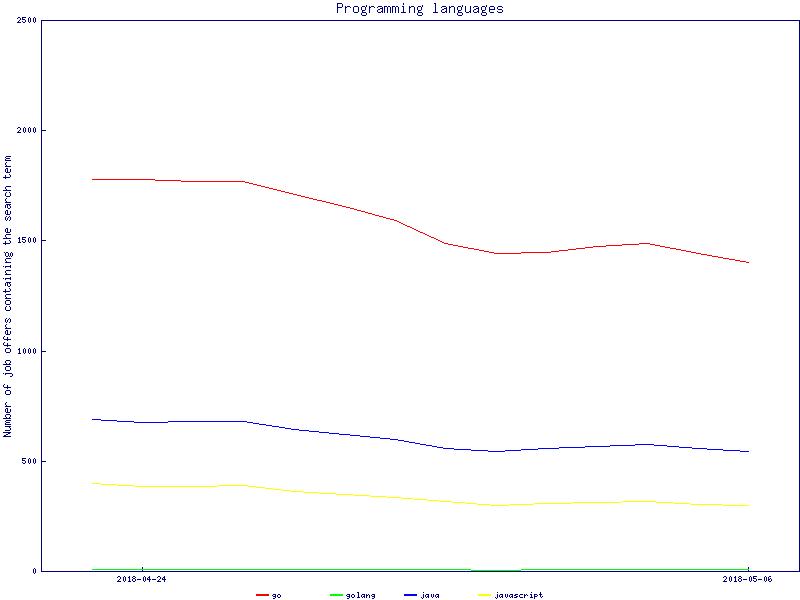 Programming languages
2500
2000
1500
1000
500
0
Number of job offers containing the search term
2018-04-24 2018-05-06
go golang java javascript